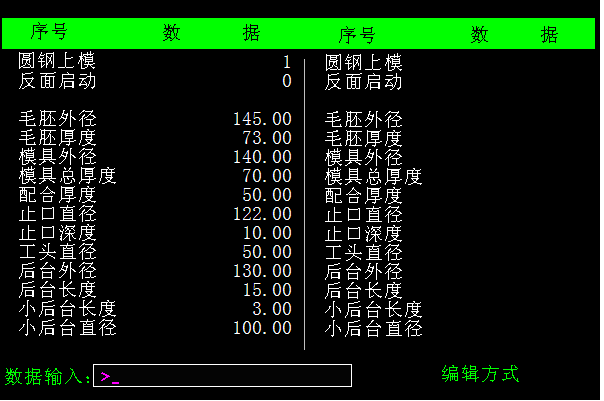 序号 数 据 序号 数 据
圆钢上模 1 圆钢上模
反面启动 0 反面启动
毛胚外径 145.00 毛胚外径
毛胚厚度 73.00 毛胚厚度
模具外径 140.00 模具外径
模具总厚度 70.00 模具总厚度
配合厚度 50.00 配合厚度
止口直径 122.00 止口直径
止口深度 10.00 止口深度
工头直径 50.00 工头直径
后台外径 130.00 后台外径
后台长度 15.00 后台长度
小后台长度 3.00 小后台长度
小后台直径 100.00 小后台直径
数据输入: >_ 编辑方式